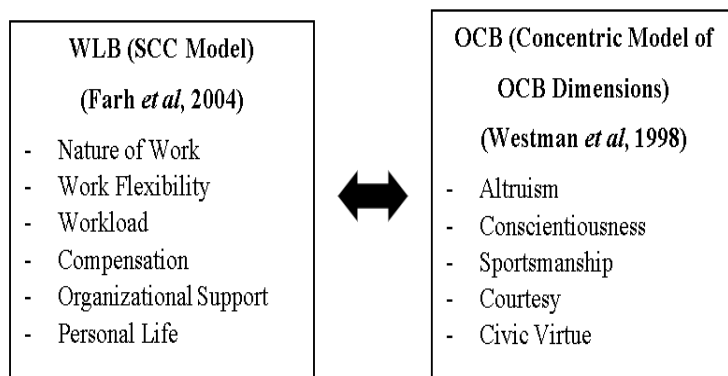 WLB (SCC Model)
(Farh et al, 2004)
- Nature of Work
- Work Flexibility
- Workload
- Compensation
- Organizational Support
- Personal Life
OCB (Concentric Model of
OCB Dimensions)
(Westman et al, 1998)
- Altruism
- Conscientiousness
- Sportsmanship
- Courtesy
- Civic Virtue